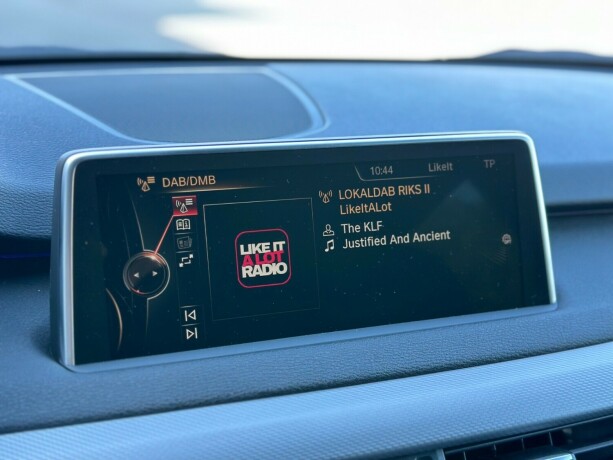 DAB/DMB
10:44
LikeIt
TP
LOKALDAB RIKS II
LikeItALot
The KLF
Justified And Ancient
LIKE IT
A LOT
RADIO